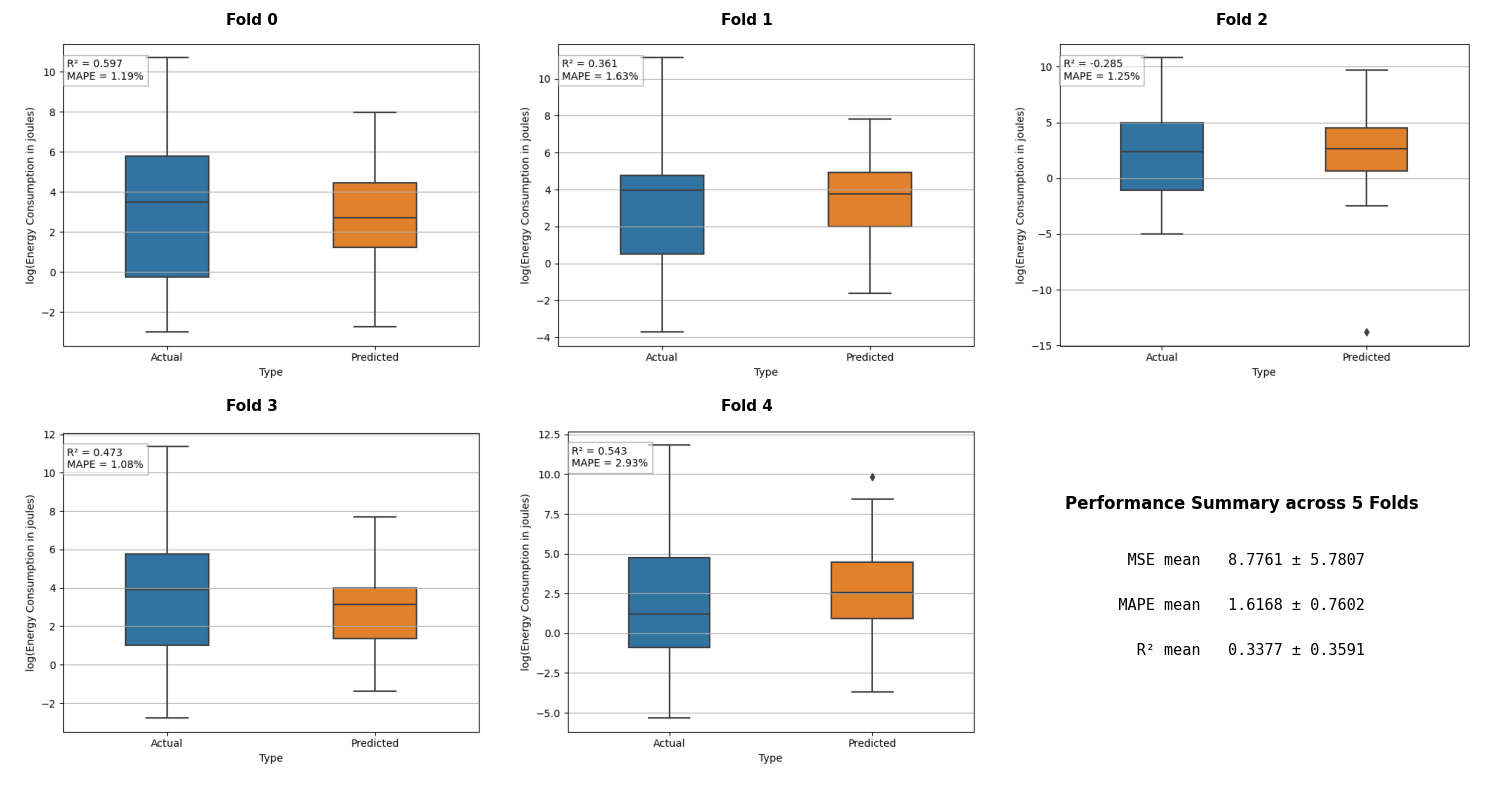 Fold 0
R² = 0.597
MAPE = 1.19%
log(Energy Consumption in joules)
10
8
6
4
2
0
−2
Actual
Predicted
Type
Fold 1
R² = 0.361
MAPE = 1.63%
log(Energy Consumption in joules)
10
8
6
4
2
0
−2
−4
Actual
Predicted
Type
Fold 2
R² = -0.285
MAPE = 1.25%
log(Energy Consumption in joules)
10
5
0
−5
−10
−15
Actual
Predicted
Type
Fold 3
R² = 0.473
MAPE = 1.08%
log(Energy Consumption in joules)
12
10
8
6
4
2
0
−2
Actual
Predicted
Type
Fold 4
R² = 0.543
MAPE = 2.93%
log(Energy Consumption in joules)
12.5
10.0
7.5
5.0
2.5
0.0
−2.5
−5.0
Actual
Predicted
Type
Performance Summary across 5 Folds
MSE mean 8.7761 ± 5.7807
MAPE mean 1.6168 ± 0.7602
R² mean 0.3377 ± 0.3591